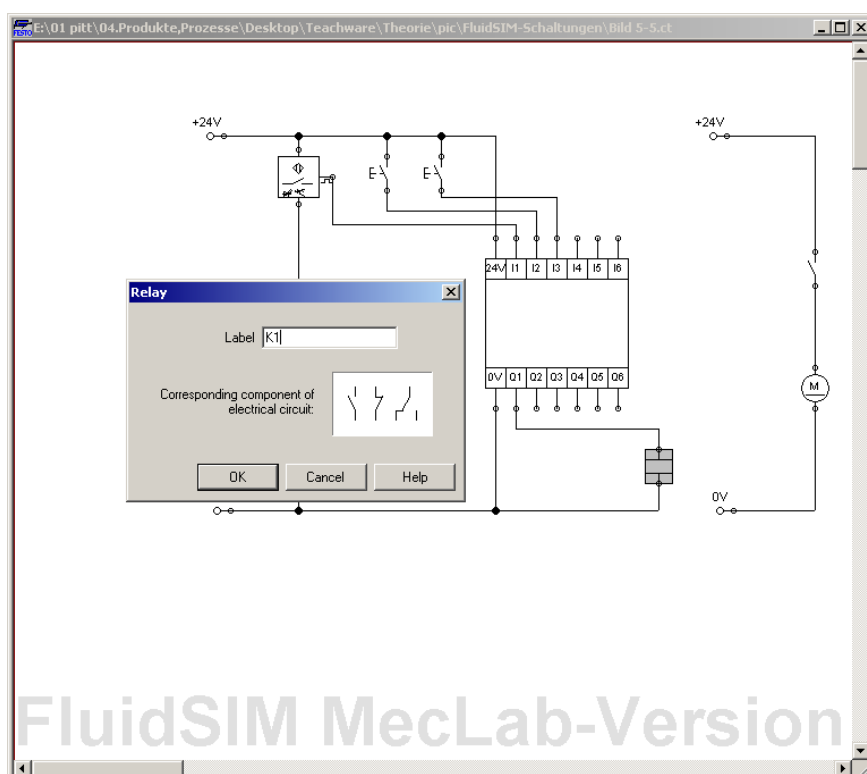 FESTO E:\01 pitt\04.Produkte,Prozesse\Desktop\Teachware\Theorie\pic\FluidSIM-Schaltungen\Bild 5-5.ct
+24V +24V
24V I1 I2 I3 I4 I5 I6
Relay
Label K1
Corresponding component of
electrical circuit:
0V Q1 Q2 Q3 Q4 Q5 Q6
M
OK Cancel Help
0V
FluidSIM MecLab-Version